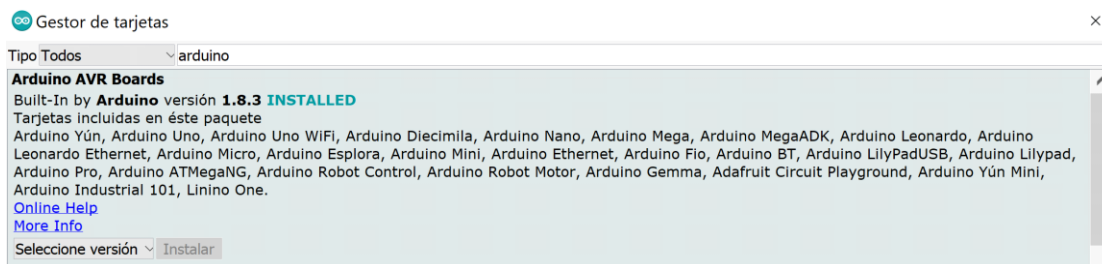 Gestor de tarjetas
Tipo Todos arduino
Arduino AVR Boards
Built-In by Arduino versión 1.8.3 INSTALLED
Tarjetas incluidas en éste paquete
Arduino Yún, Arduino Uno, Arduino Uno WiFi, Arduino Diecimila, Arduino Nano, Arduino Mega, Arduino MegaADK, Arduino Leonardo, Arduino
Leonardo Ethernet, Arduino Micro, Arduino Esplora, Arduino Mini, Arduino Ethernet, Arduino Fio, Arduino BT, Arduino LilyPadUSB, Arduino Lilypad,
Arduino Pro, Arduino ATMegaNG, Arduino Robot Control, Arduino Robot Motor, Arduino Gemma, Adafruit Circuit Playground, Arduino Yún Mini,
Arduino Industrial 101, Linino One.
Online Help
More Info
Seleccione versión Instalar